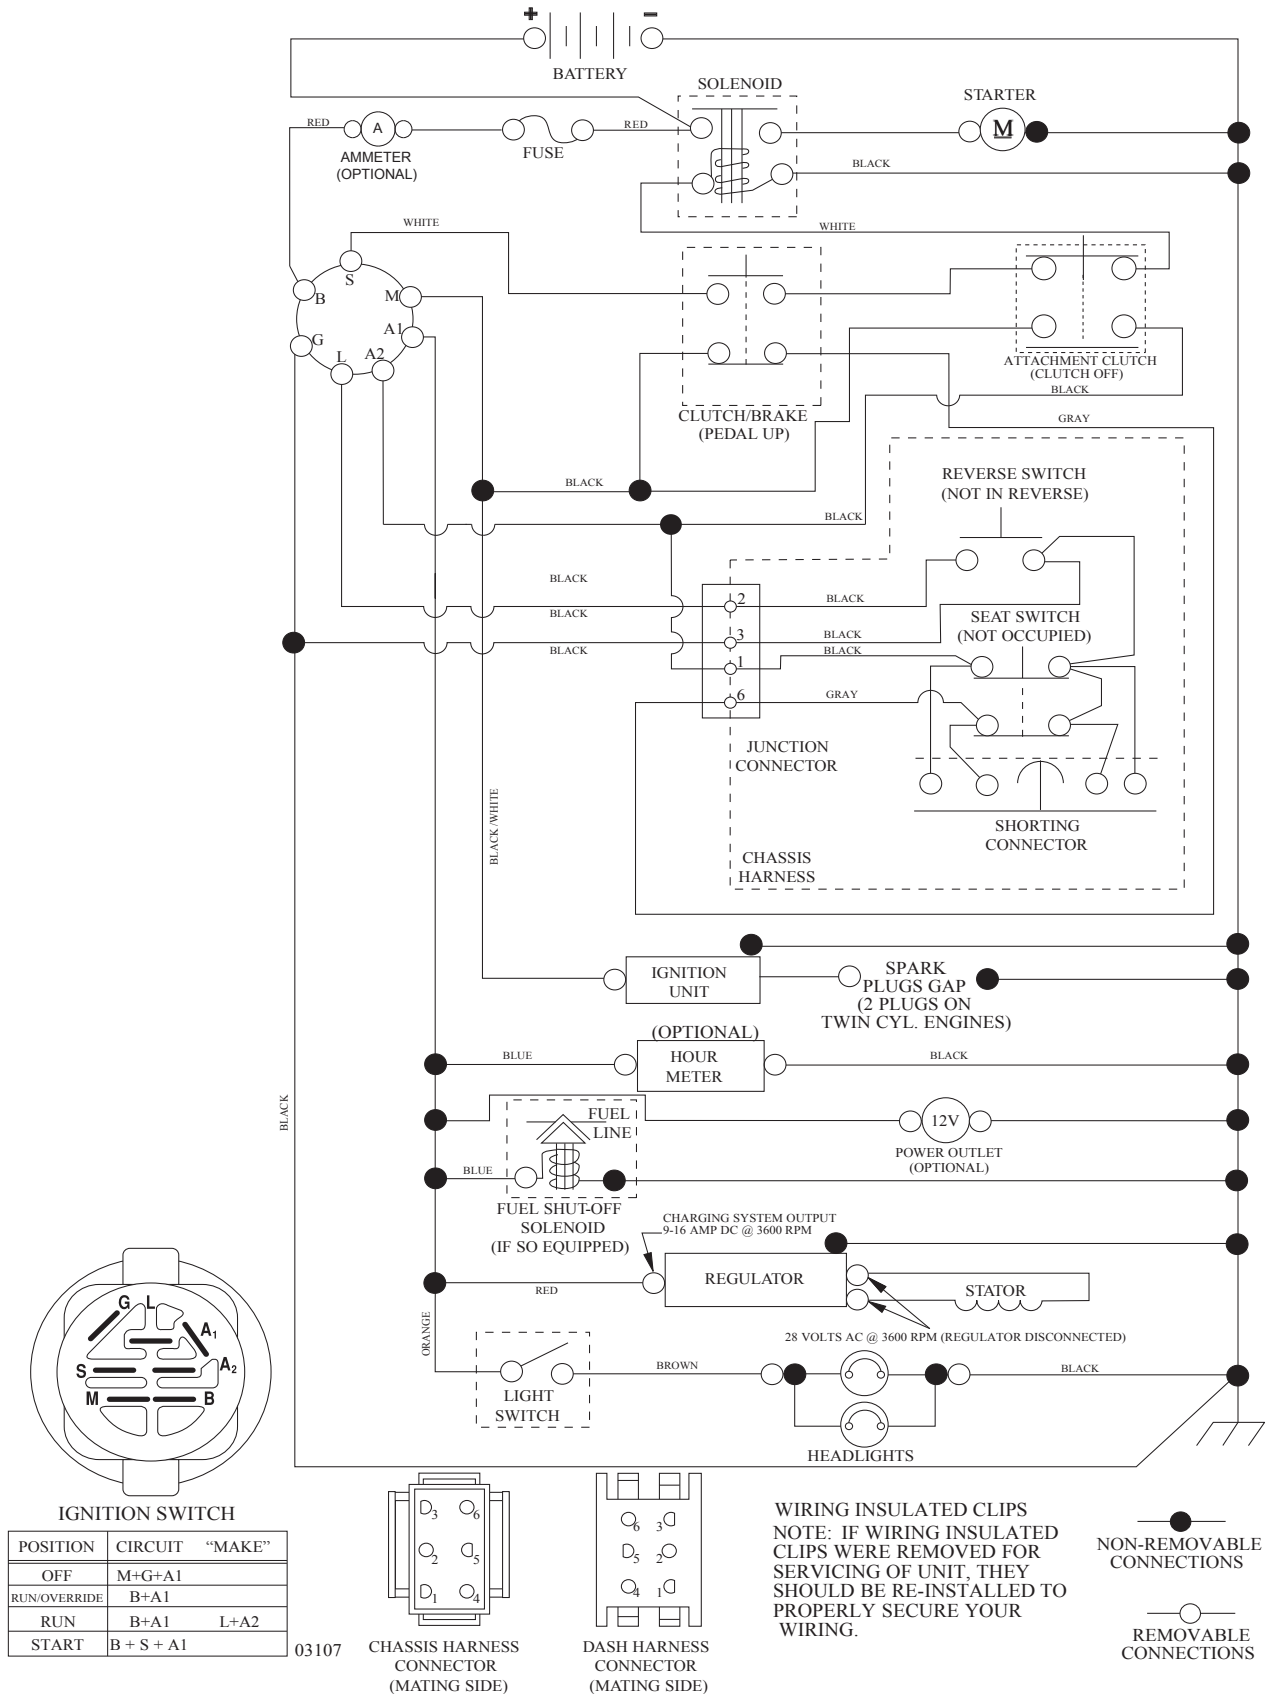 + −
BATTERY
SOLENOID
STARTER
RED
A
RED
M
AMMETER
(OPTIONAL)
FUSE
BLACK
WHITE
WHITE
S
B
M
A1
G
L
A2
ATTACHMENT CLUTCH
(CLUTCH OFF)
BLACK
CLUTCH/BRAKE
(PEDAL UP)
GRAY
REVERSE SWITCH
(NOT IN REVERSE)
BLACK
BLACK
BLACK
BLACK
BLACK
2
BLACK
SEAT SWITCH
(NOT OCCUPIED)
3
BLACK
BLACK
1
6
GRAY
JUNCTION
CONNECTOR
BLACK/WHITE
SHORTING
CONNECTOR
CHASSIS
HARNESS
IGNITION
UNIT
SPARK
PLUGS GAP
(2 PLUGS ON
TWIN CYL. ENGINES)
(OPTIONAL)
BLUE
HOUR
METER
BLACK
BLACK
FUEL
LINE
12V
POWER OUTLET
(OPTIONAL)
BLUE
FUEL SHUT-OFF
SOLENOID
(IF SO EQUIPPED)
CHARGING SYSTEM OUTPUT
9-16 AMP DC @ 3600 RPM
REGULATOR
STATOR
RED
28 VOLTS AC @ 3600 RPM (REGULATOR DISCONNECTED)
ORANGE
BROWN
BLACK
LIGHT
SWITCH
HEADLIGHTS
G L
A1
S
A2
M B
IGNITION SWITCH
POSITION CIRCUIT "MAKE"
OFF M+G+A1
RUN/OVERRIDE B+A1
RUN B+A1 L+A2
START B + S + A1
03107
3 6
2 5
1 4
CHASSIS HARNESS
CONNECTOR
(MATING SIDE)
6 3
5 2
4 1
DASH HARNESS
CONNECTOR
(MATING SIDE)
WIRING INSULATED CLIPS
NOTE: IF WIRING INSULATED
CLIPS WERE REMOVED FOR
SERVICING OF UNIT, THEY
SHOULD BE RE-INSTALLED TO
PROPERLY SECURE YOUR
WIRING.
NON-REMOVABLE
CONNECTIONS
REMOVABLE
CONNECTIONS